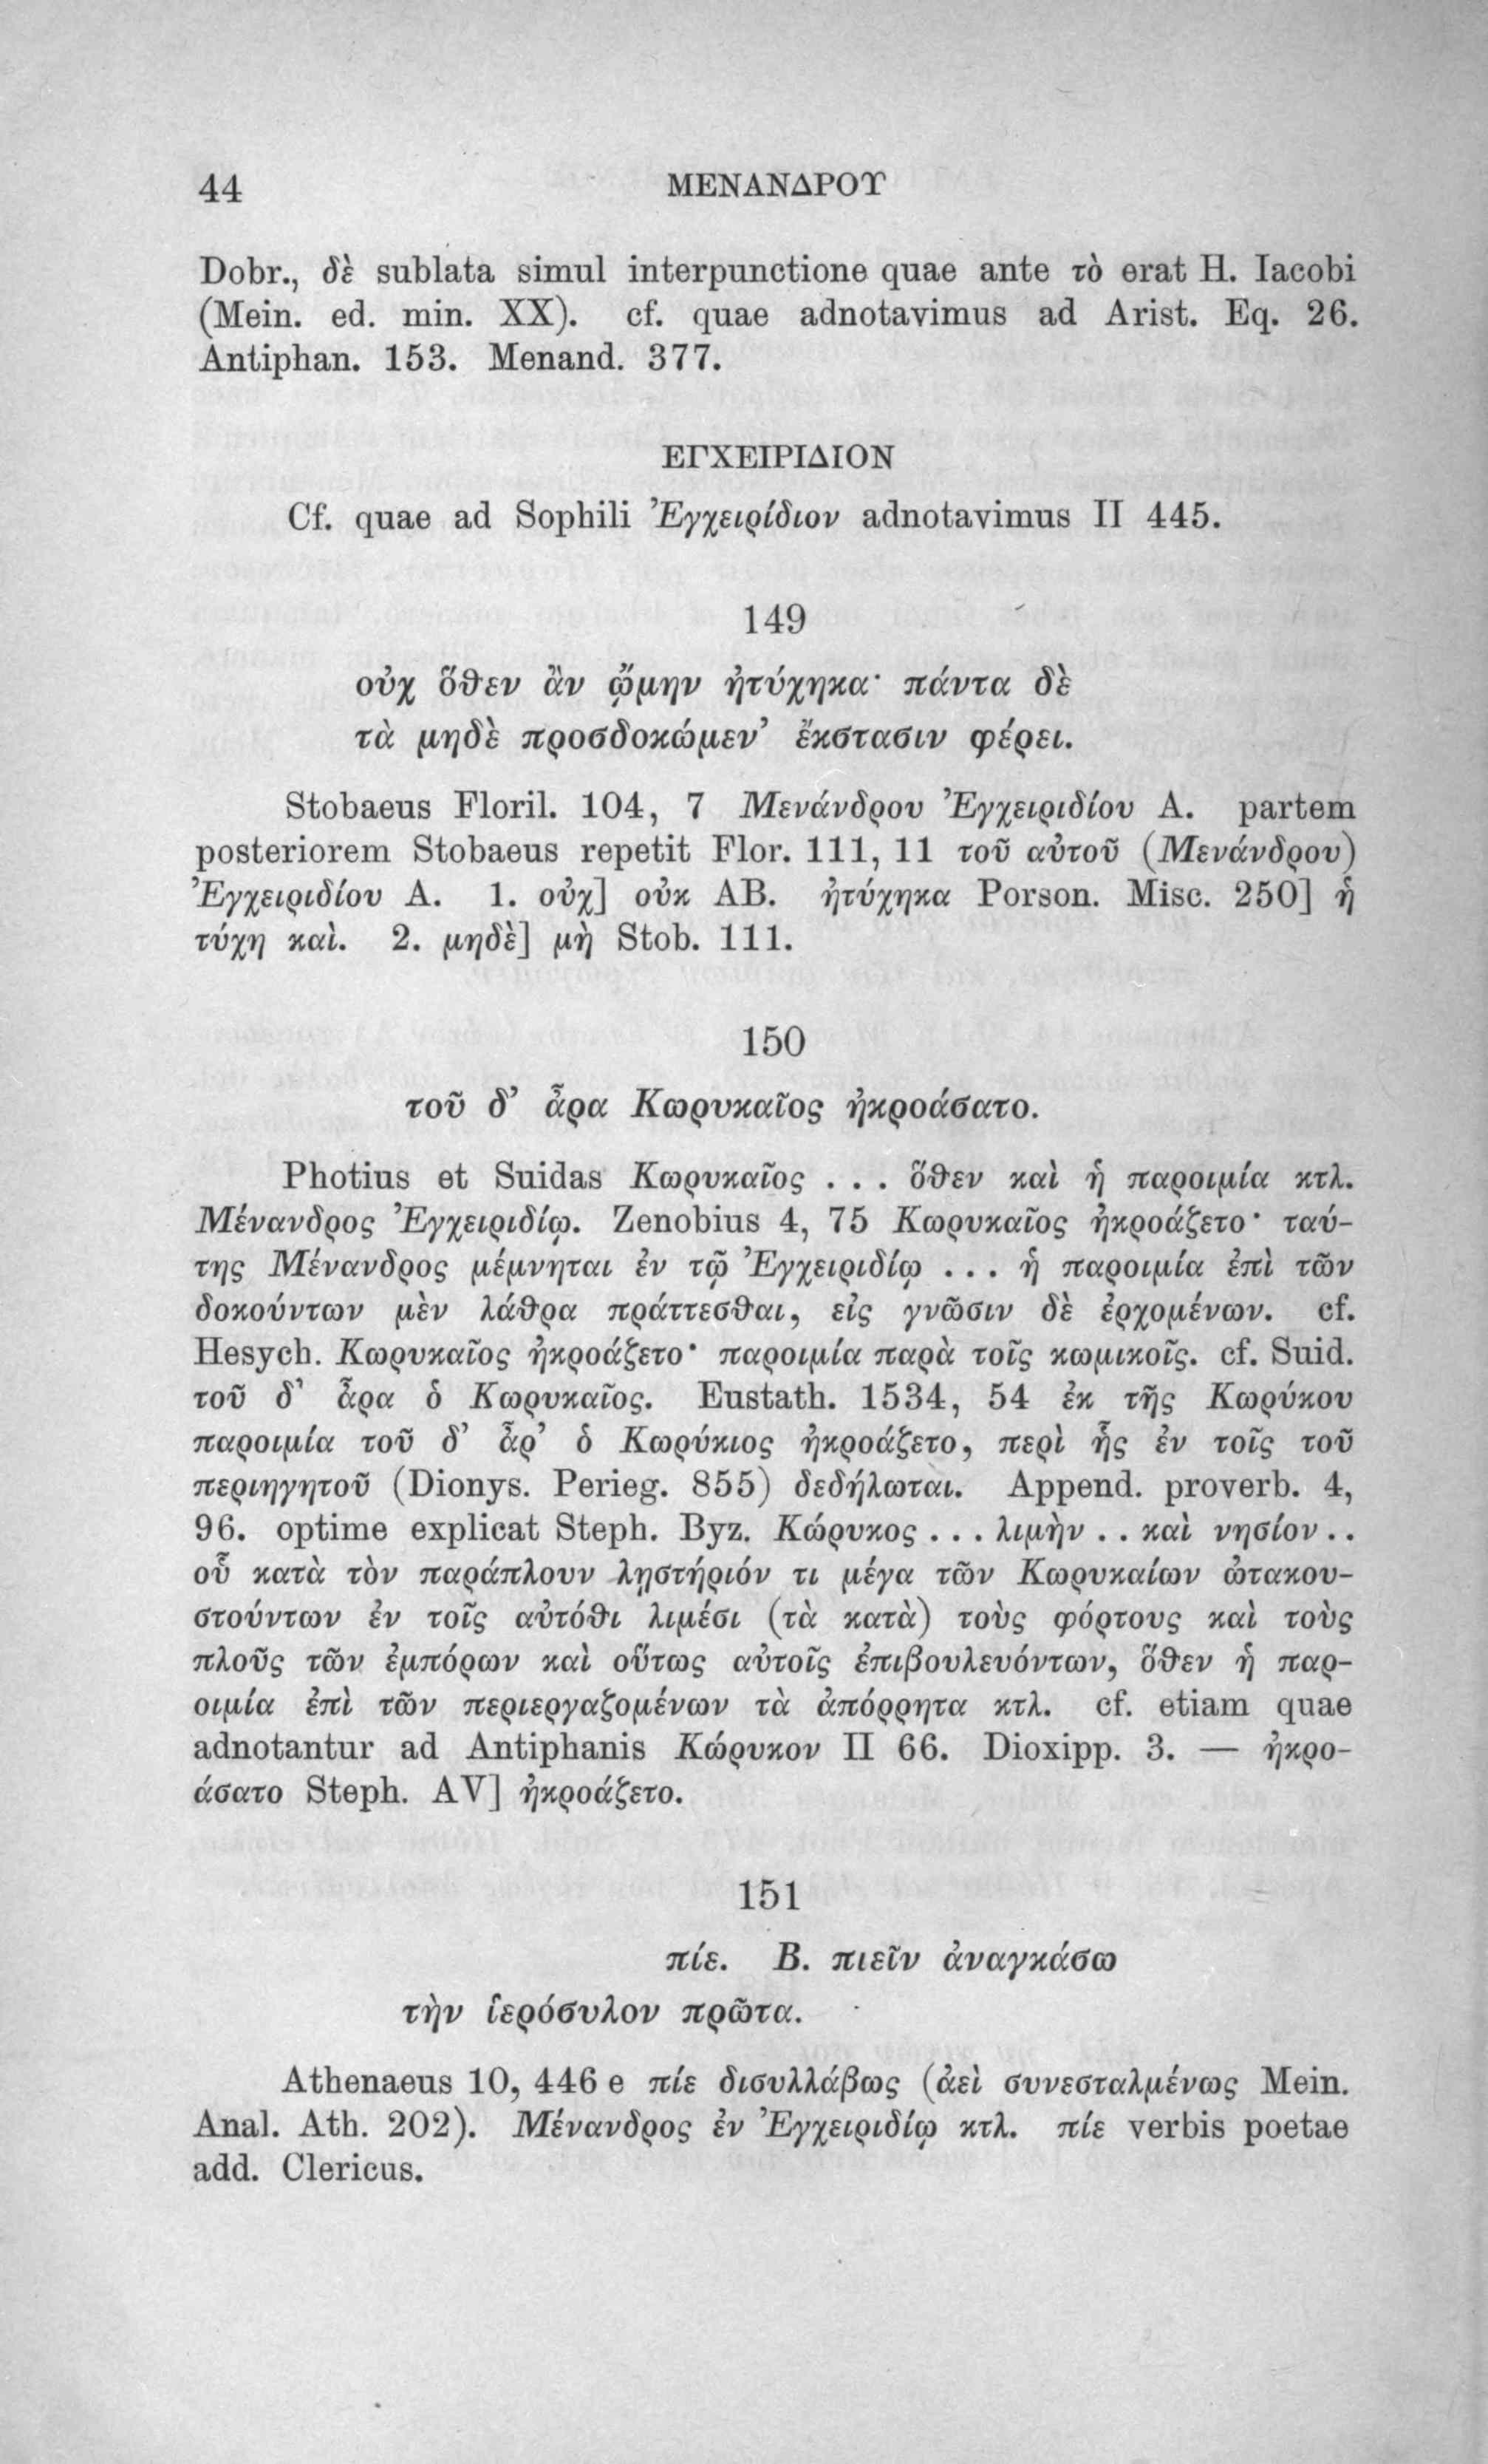 44
ΜΕΝΑΝΔΡΟΥ
Dobr., δὲ sublata simul interpunctione quae ante τὸ erat H. Iacobi
(Mein. ed. min. XX). cf. quae adnotavimus ad Arist. Eq. 26.
Antiphan. 153. Menand. 377.
ΕΓΧΕΙΡΙΔΙΟΝ
Cf. quae ad Sophili Ἐγχειρίδιον adnotavimus II 445.
149
οὐχ ὅθεν ἂν ᾤμην ἠτύχηκα· πάντα δὲ
τὰ μηδὲ προσδοκώμεν’ ἔκστασιν φέρει.
Stobaeus Floril. 104, 7 Μενάνδρου Ἐγχειριδίου A. partem
posteriorem Stobaeus repetit Flor. 111, 11 τοῦ αὐτοῦ (Μενάνδρου)
Ἐγχειριδίου A. 1. οὐχ] οὐκ AB. ἠτύχηκα Porson. Misc. 250] ἡ
τύχη καὶ. 2. μηδὲ] μὴ Stob. 111.
150
τοῦ δ’ ἆρα Κωρυκαῖος ἠκροάσατο.
Photius et Suidas Κωρυκαῖος . . . ὅθεν καὶ ἡ παροιμία κτλ.
Μένανδρος Ἐγχειριδίῳ. Zenobius 4, 75 Κωρυκαῖος ἠκροάζετο· ταύ-
της Μένανδρος μέμνηται ἐν τῷ Ἐγχειριδίῳ . . . ἡ παροιμία ἐπὶ τῶν
δοκούντων μὲν λάθρα πράττεσθαι, εἰς γνῶσιν δὲ ἐρχομένων. cf.
Hesych. Κωρυκαῖος ἠκροάζετο· παροιμία παρὰ τοῖς κωμικοῖς. cf. Suid.
τοῦ δ’ ἆρα ὁ Κωρυκαῖος. Eustath. 1534, 54 ἐκ τῆς Κωρύκου
παροιμία τοῦ δ’ ἆρ’ ὁ Κωρύκιος ἠκροάζετο, περὶ ἧς ἐν τοῖς τοῦ
περιηγητοῦ (Dionys. Perieg. 855) δεδήλωται. Append. proverb. 4,
96. optime explicat Steph. Byz. Κώρυκος . . . λιμὴν . . καὶ νησίον . .
οὗ κατὰ τὸν παράπλουν λῃστήριόν τι μέγα τῶν Κωρυκαίων ὠτακου-
στούντων ἐν τοῖς αὐτόθι λιμέσι (τὰ κατὰ) τοὺς φόρτους καὶ τοὺς
πλοῦς τῶν ἐμπόρων καὶ οὕτως αὐτοῖς ἐπιβουλευόντων, ὅθεν ἡ παρ-
οιμία ἐπὶ τῶν περιεργαζομένων τὰ ἀπόρρητα κτλ. cf. etiam quae
adnotantur ad Antiphanis Κώρυκον II 66. Dioxipp. 3. — ἠκρο-
άσατο Steph. AV] ἠκροάζετο.
151
πίε. B. πιεῖν ἀναγκάσω
τὴν ἱερόσυλον πρῶτα.
Athenaeus 10, 446 e πίε δισυλλάβως (ἀεὶ συνεσταλμένως Mein.
Anal. Ath. 202). Μένανδρος ἐν Ἐγχειριδίῳ κτλ. πίε verbis poetae
add. Clericus.